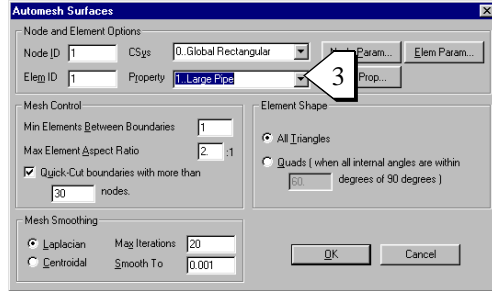 Automesh Surfaces
Node and Element Options
Node ID 1 CSys 0..Global Rectangular Param... Elem Param...
Elem ID 1 Property 1..Large Pipe 3 Prop...
Mesh Control
Min Elements Between Boundaries 1
Max Element Aspect Ratio 2. :1
Quick-Cut boundaries with more than
30 nodes.
Element Shape
All Triangles
Quads ( when all internal angles are within
60. degrees of 90 degrees )
Mesh Smoothing
Laplacian Max Iterations 20
Centroidal Smooth To 0.001
OK Cancel